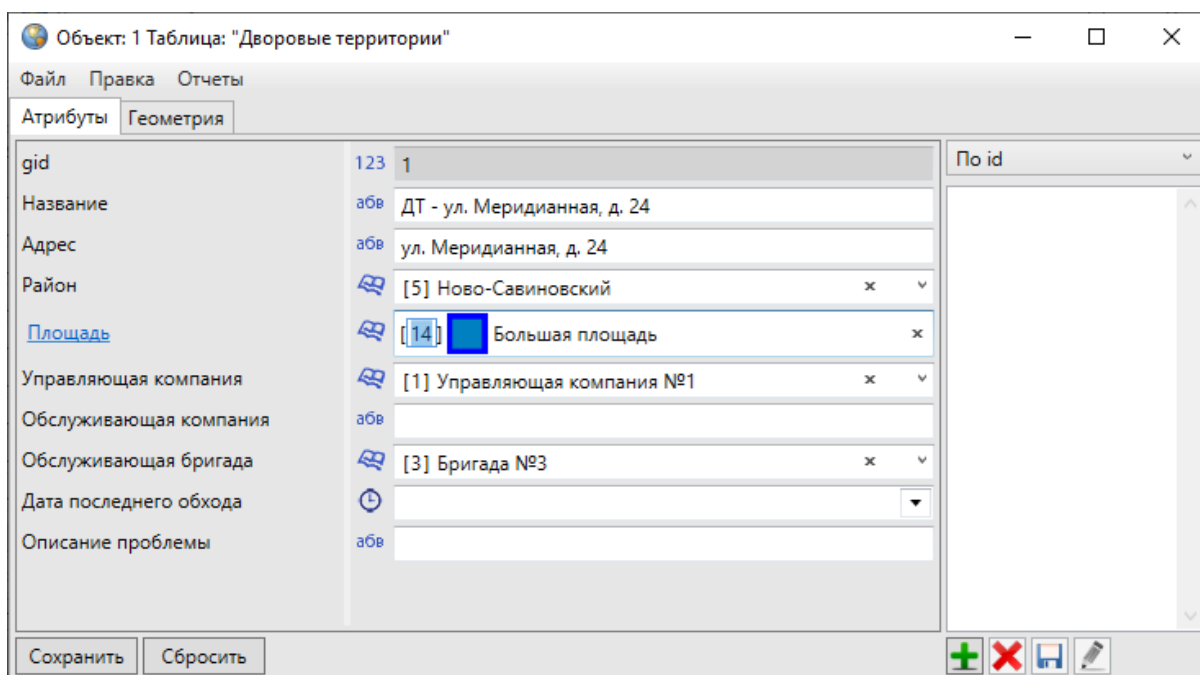 Объект: 1 Таблица: "Дворовые территории"
Файл Правка Отчеты
Атрибуты Геометрия
gid 123 1
По id
Название абв ДТ - ул. Меридианная, д. 24
Адрес абв ул. Меридианная, д. 24
Район [5] Ново-Савиновский
Площадь [14] Большая площадь
Управляющая компания [1] Управляющая компания №1
Обслуживающая компания абв
Обслуживающая бригада [3] Бригада №3
Дата последнего обхода
Описание проблемы абв
Сохранить Сбросить